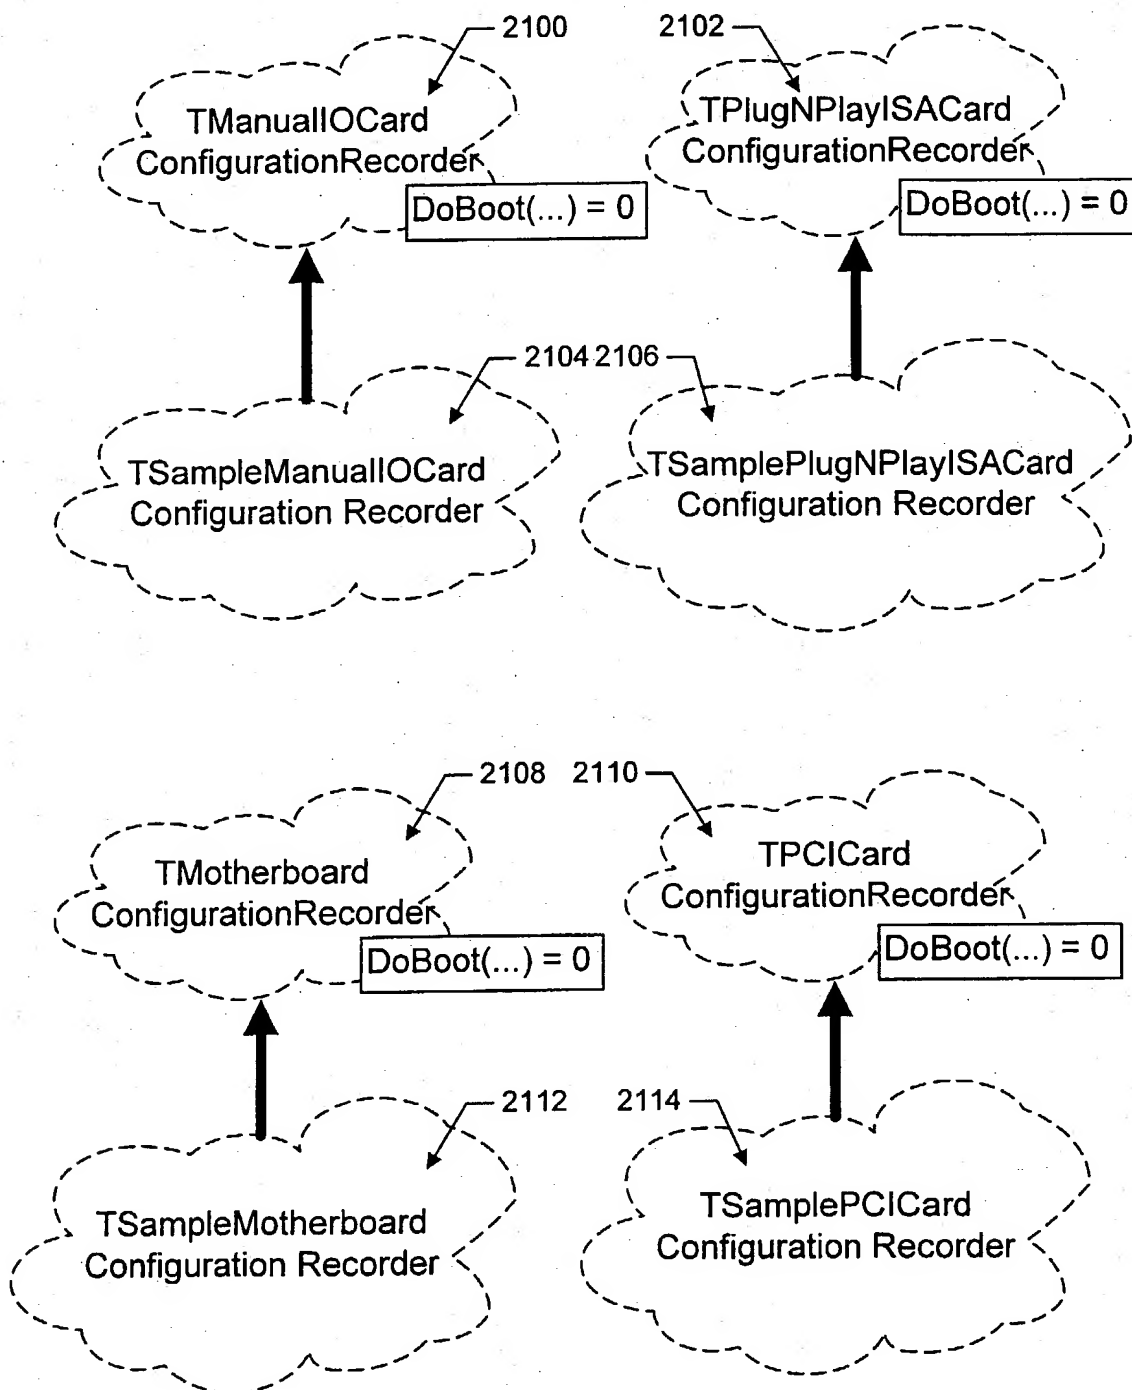 2100
2102
TManualIOCard
ConfigurationRecorder
DoBoot(...) = 0
TPlugNPlayISACard
ConfigurationRecorder
DoBoot(...) = 0
2104
2106
TSampleManualIOCard
Configuration Recorder
TSamplePlugNPlayISACard
Configuration Recorder
2108
2110
TMotherboard
ConfigurationRecorder
DoBoot(...) = 0
TPCICard
ConfigurationRecorder
DoBoot(...) = 0
2112
2114
TSampleMotherboard
Configuration Recorder
TSamplePCICard
Configuration Recorder